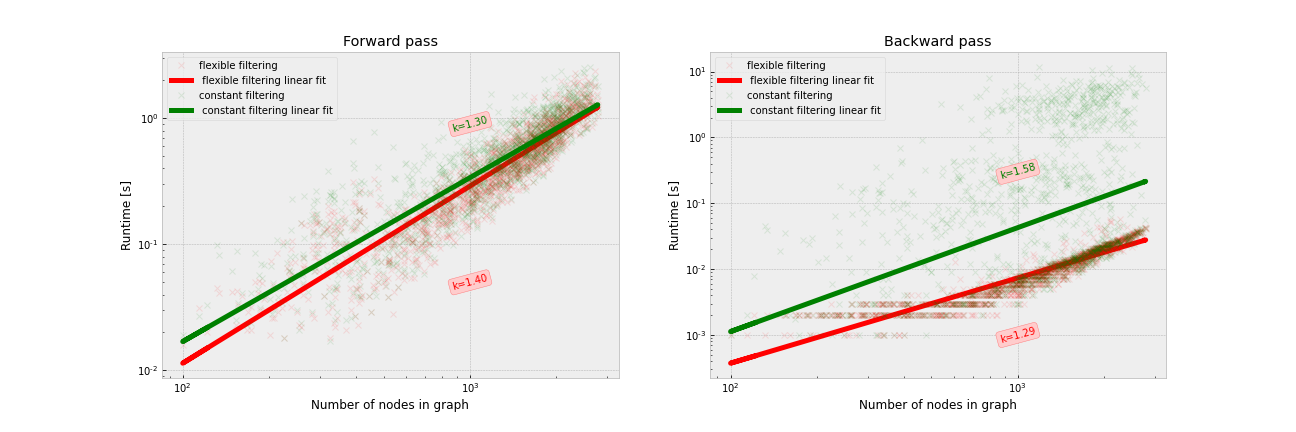 Forward pass
flexible filtering
flexible filtering linear fit
constant filtering
constant filtering linear fit
k=1.30
k=1.40
10⁰
10⁻¹
10⁻²
10²
10³
Runtime [s]
Number of nodes in graph
Backward pass
flexible filtering
flexible filtering linear fit
constant filtering
constant filtering linear fit
k=1.58
k=1.29
10¹
10⁰
10⁻¹
10⁻²
10⁻³
10²
10³
Runtime [s]
Number of nodes in graph